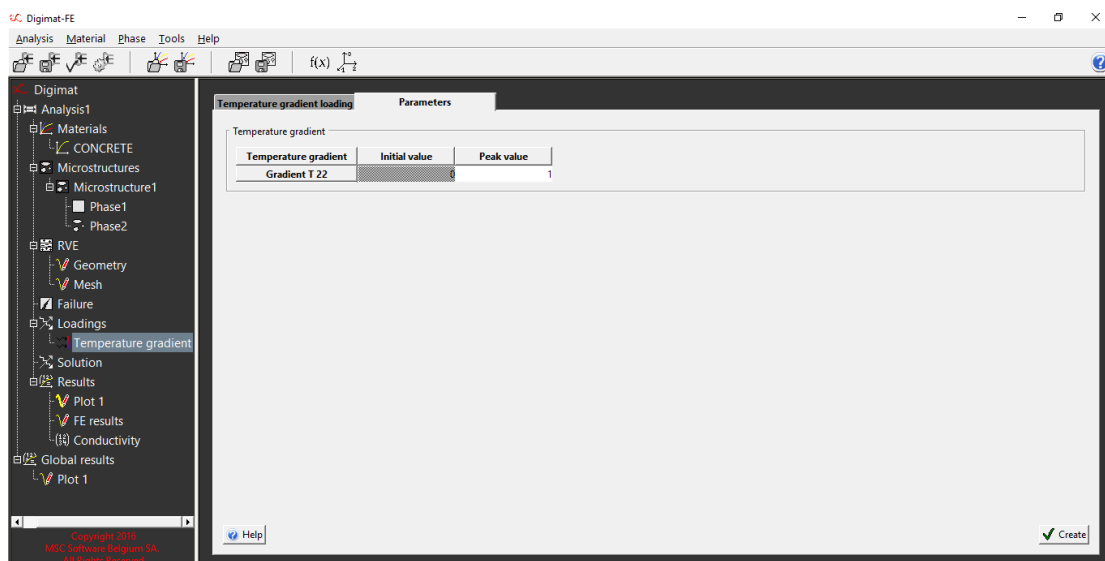 Digimat-FE
Analysis Material Phase Tools Help
f(x)
Digimat
Analysis1
Materials
CONCRETE
Microstructures
Microstructure1
Phase1
Phase2
RVE
Geometry
Mesh
Failure
Loadings
Temperature gradient
Solution
Results
Plot 1
FE results
Conductivity
Global results
Plot 1
Copyright 2016
MSC Software Belgium SA.
All Rights Reserved
Temperature gradient loading Parameters
Temperature gradient
Temperature gradient Initial value Peak value
Gradient T 22 0 1
Help
Create